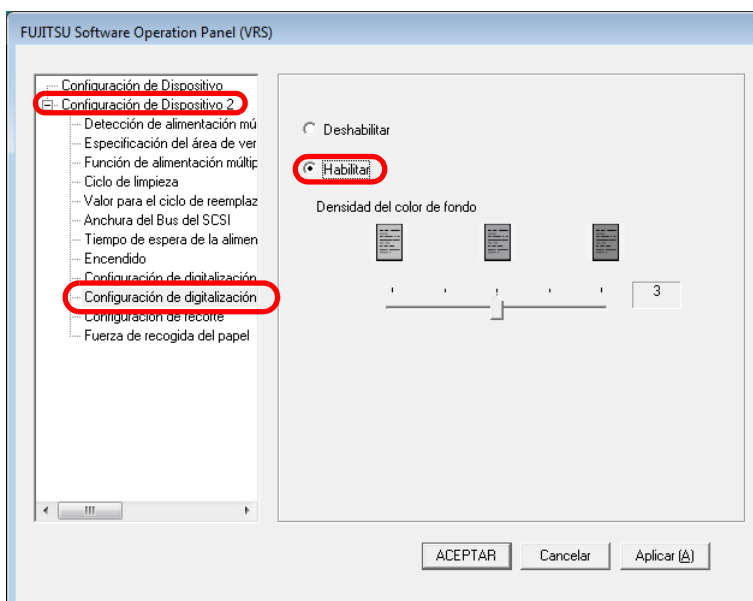 FUJITSU Software Operation Panel (VRS)
Configuración de Dispositivo
Configuración de Dispositivo 2
Detección de alimentación mú
Especificación del área de ver
Función de alimentación múltip
Ciclo de limpieza
Valor para el ciclo de reemplaz
Anchura del Bus del SCSI
Tiempo de espera de la alimen
Encendido
Configuración de digitalización
Configuración de digitalización
Configuración de recorte
Fuerza de recogida del papel
Deshabilitar
Habilitar
Densidad del color de fondo
3
ACEPTAR
Cancelar
Aplicar (A)